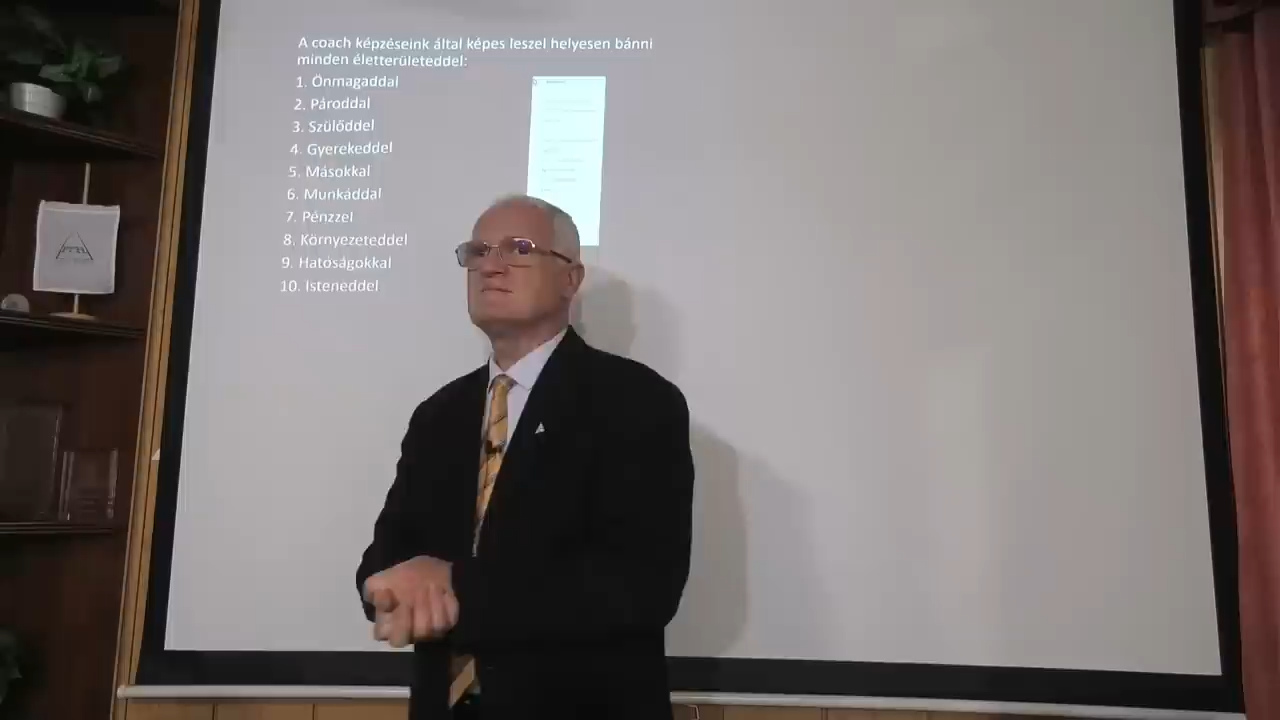 A coach képzéseink által képes leszel helyesen bánni
minden életterületeddel:
1. Önmagaddal
2. Pároddal
3. Szülőddel
4. Gyerekeddel
5. Másokkal
6. Munkáddal
7. Pénzzel
8. Környezeteddel
9. Hatóságokkal
10. Isteneddel